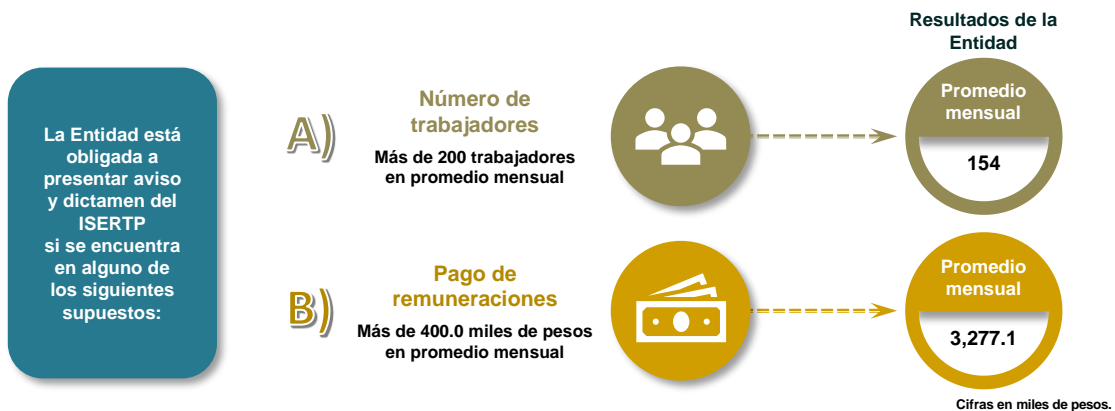 La Entidad está
obligada a
presentar aviso
y dictamen del
ISERTP
si se encuentra
en alguno de
los siguientes
supuestos:
A)
Número de
trabajadores
Más de 200 trabajadores
en promedio mensual
Resultados de la
Entidad
Promedio
mensual
154
B)
Pago de
remuneraciones
Más de 400.0 miles de pesos
en promedio mensual
Promedio
mensual
3,277.1
Cifras en miles de pesos.